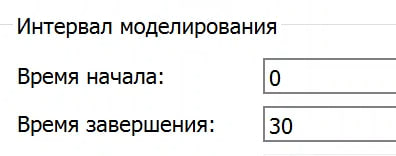 Интервал моделирования
Время начала: 0
Время завершения: 30